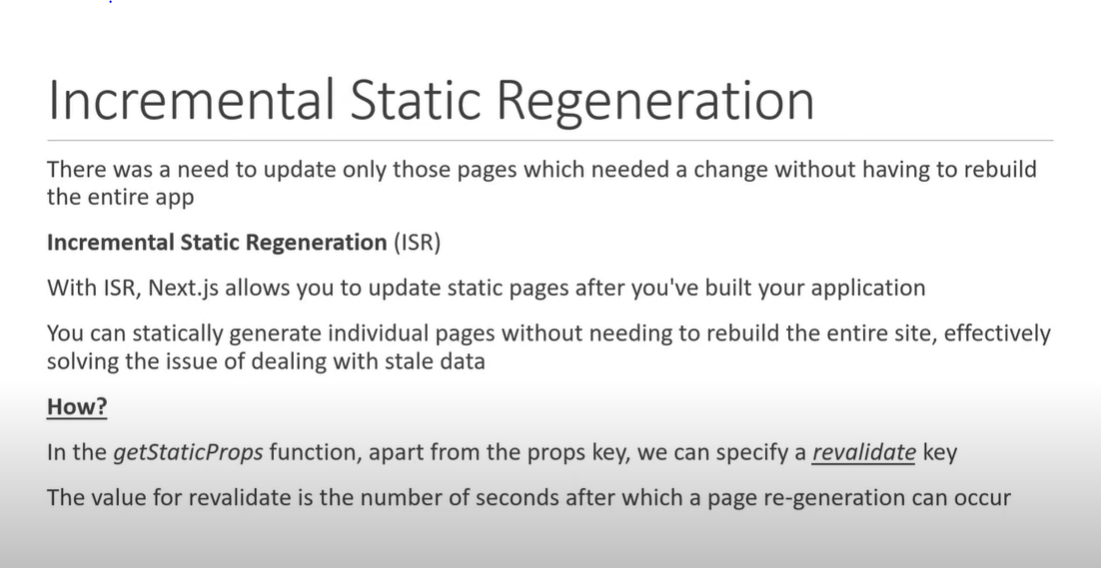 Incremental Static Regeneration
There was a need to update only those pages which needed a change without having to rebuild
the entire app
Incremental Static Regeneration (ISR)
With ISR, Next.js allows you to update static pages after you've built your application
You can statically generate individual pages without needing to rebuild the entire site, effectively
solving the issue of dealing with stale data
How?
In the getStaticProps function, apart from the props key, we can specify a revalidate key
The value for revalidate is the number of seconds after which a page re-generation can occur